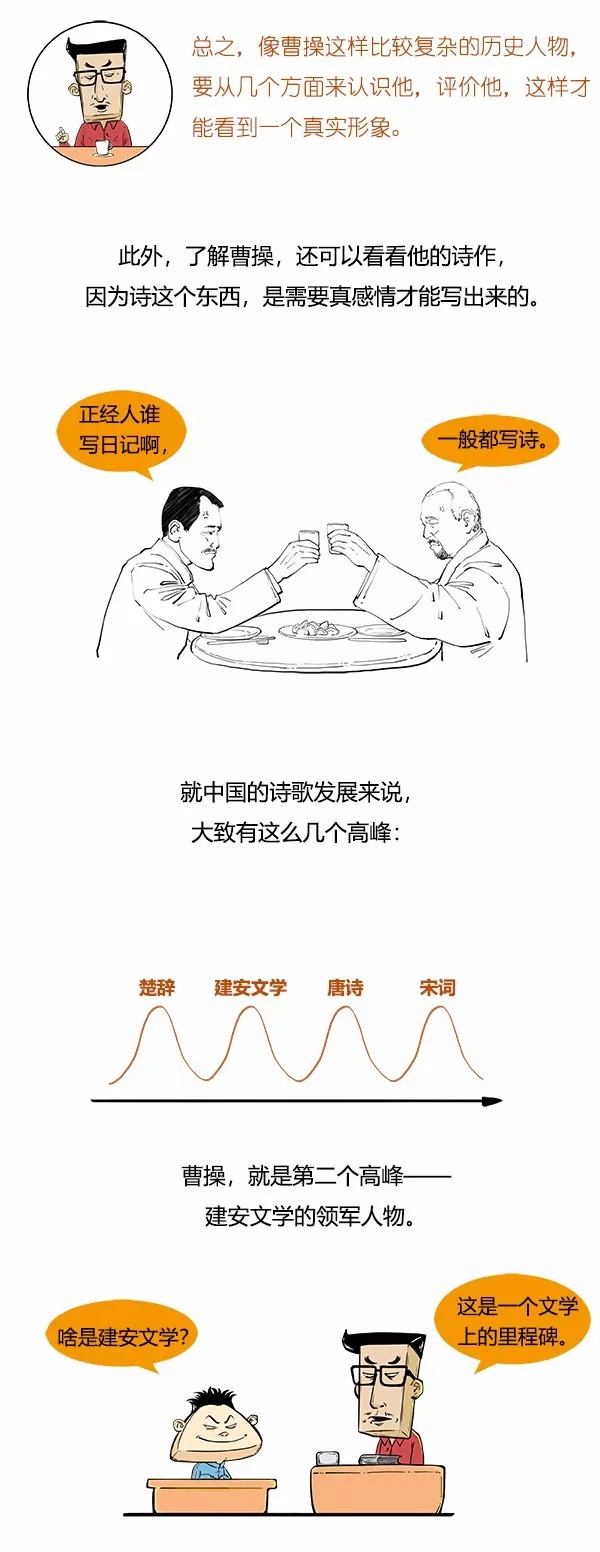 总之，像曹操这样比较复杂的历史人物，
要从几个方面来认识他，评价他，这样才
能看到一个真实形象。
此外，了解曹操，还可以看看他的诗作，
因为诗这个东西，是需要真感情才能写出来的。
正经人谁
写日记啊，
一般都写诗。
就中国的诗歌发展来说，
大致有这么几个高峰：
楚辞 建安文学 唐诗 宋词
曹操，就是第二个高峰——
建安文学的领军人物。
啥是建安文学？
这是一个文学
上的里程碑。